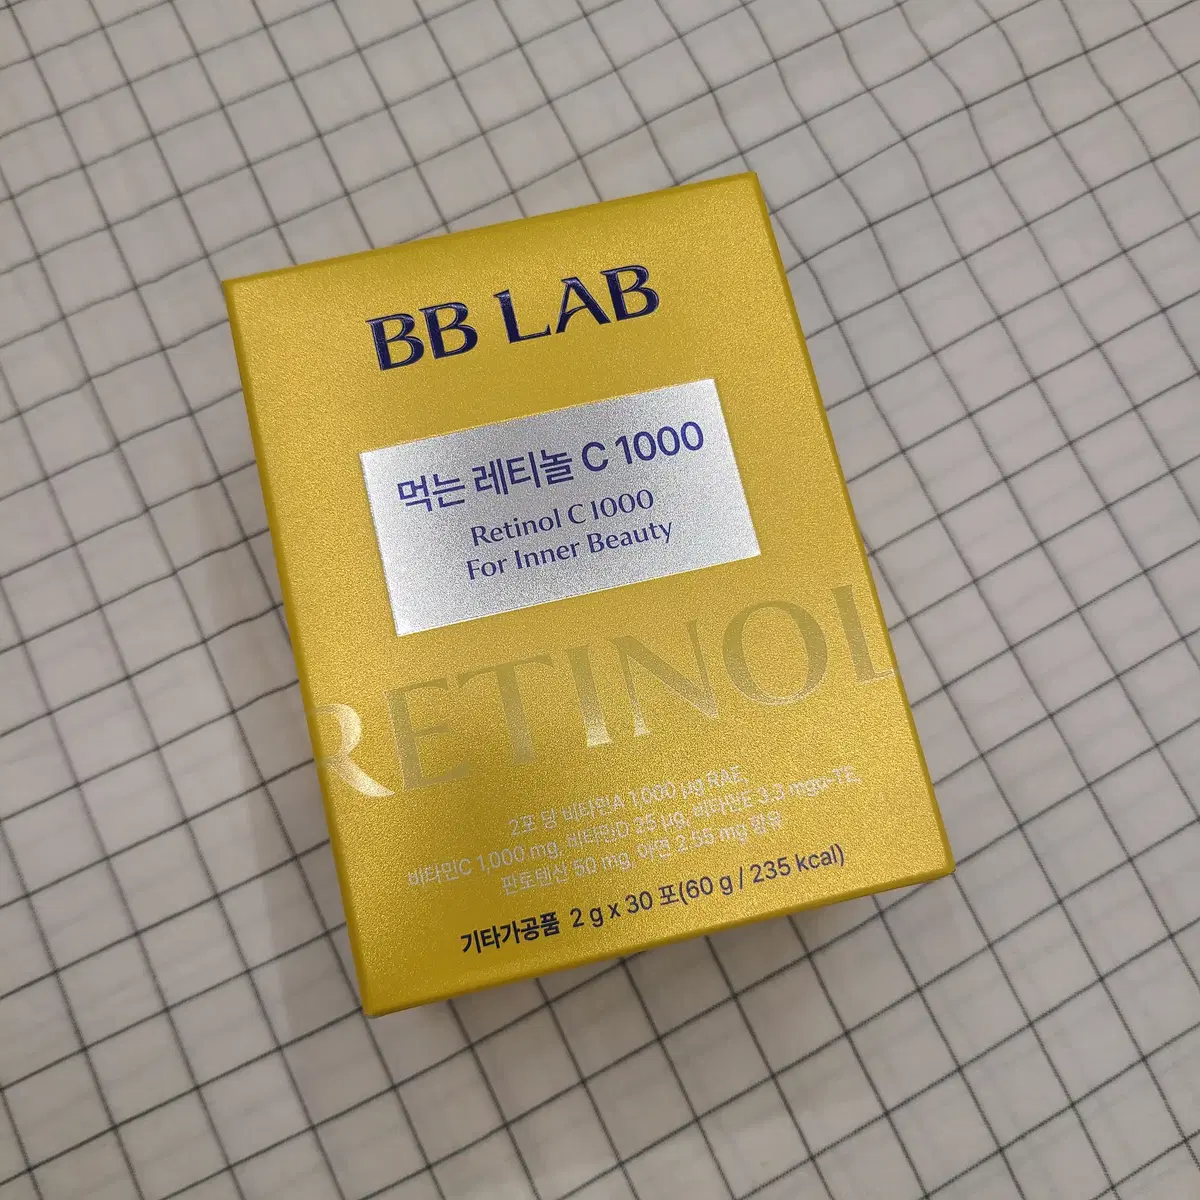 BB LAB
먹는 레티놀 C 1000
Retinol C 1000
For Inner Beauty
RETINOL
2포 당 비타민A 1,000 μg RAE,
비타민C 1,000 mg, 비타민D 25 μg, 비타민E 3.3 mgα-TE,
판토텐산 50 mg, 아연 2.55 mg 함유
기타가공품 2 g x 30 포(60 g / 235 kcal)